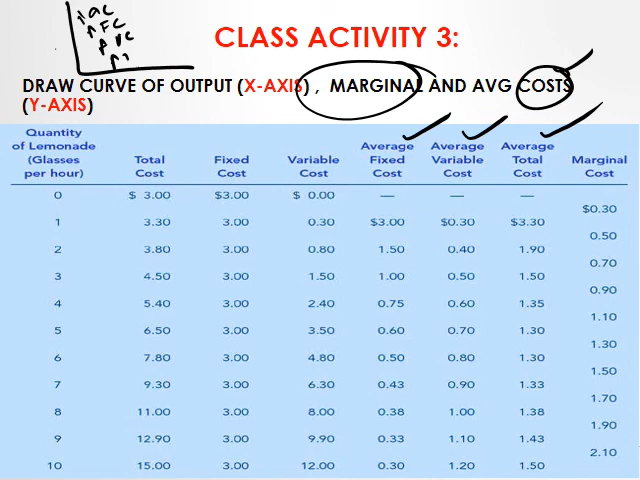 CLASS ACTIVITY 3:
DRAW CURVE OF OUTPUT (X-AXIS) , MARGINAL AND AVG COSTS
(Y-AXIS)
Quantity
of Lemonade
(Glasses
per hour) Total
Cost Fixed
Cost Variable
Cost Average
Fixed
Cost Average
Variable
Cost Average
Total
Cost Marginal
Cost
0 $ 3.00 $3.00 $ 0.00 — — —
$0.30
1 3.30 3.00 0.30 $3.00 $0.30 $3.30
0.50
2 3.80 3.00 0.80 1.50 0.40 1.90
0.70
3 4.50 3.00 1.50 1.00 0.50 1.50
0.90
4 5.40 3.00 2.40 0.75 0.60 1.35
1.10
5 6.50 3.00 3.50 0.60 0.70 1.30
1.30
6 7.80 3.00 4.80 0.50 0.80 1.30
1.50
7 9.30 3.00 6.30 0.43 0.90 1.33
1.70
8 11.00 3.00 8.00 0.38 1.00 1.38
1.90
9 12.90 3.00 9.90 0.33 1.10 1.43
2.10
10 15.00 3.00 12.00 0.30 1.20 1.50